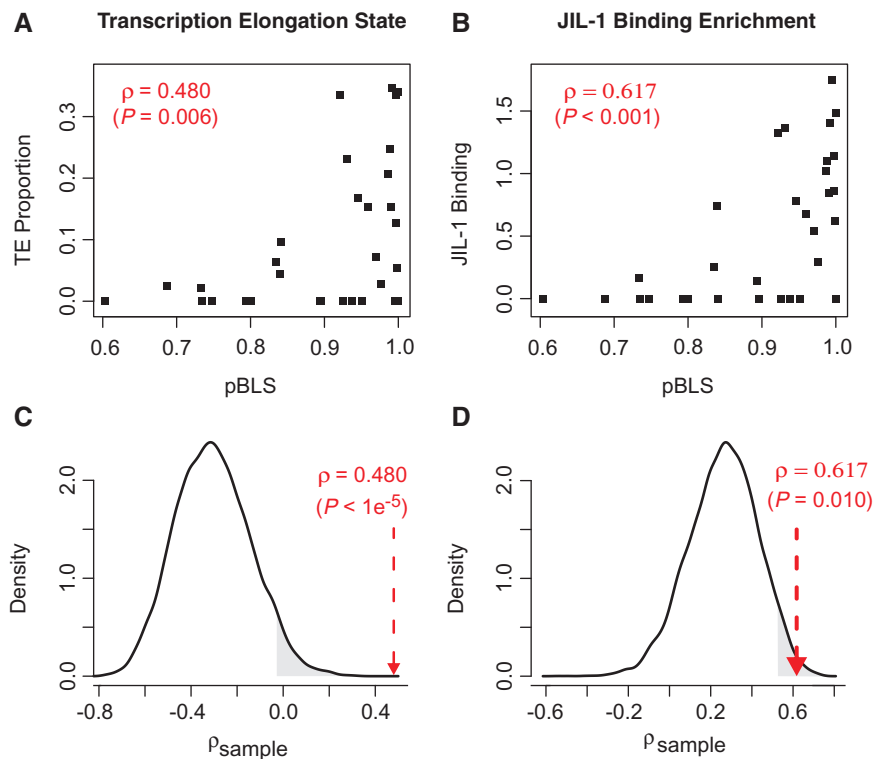 A Transcription Elongation State
ρ = 0.480
(P = 0.006)
TE Proportion
0.3
0.2
0.1
0.0
0.6 0.7 0.8 0.9 1.0
pBLS
B JIL-1 Binding Enrichment
ρ = 0.617
(P < 0.001)
JIL-1 Binding
1.5
1.0
0.5
0.0
0.6 0.7 0.8 0.9 1.0
pBLS
C
ρ = 0.480
(P < 1e-5)
Density
2.0
1.0
0.0
-0.8 -0.4 0.0 0.4
ρsample
D
ρ = 0.617
(P = 0.010)
Density
2.0
1.0
0.0
-0.6 -0.2 0.2 0.6
ρsample